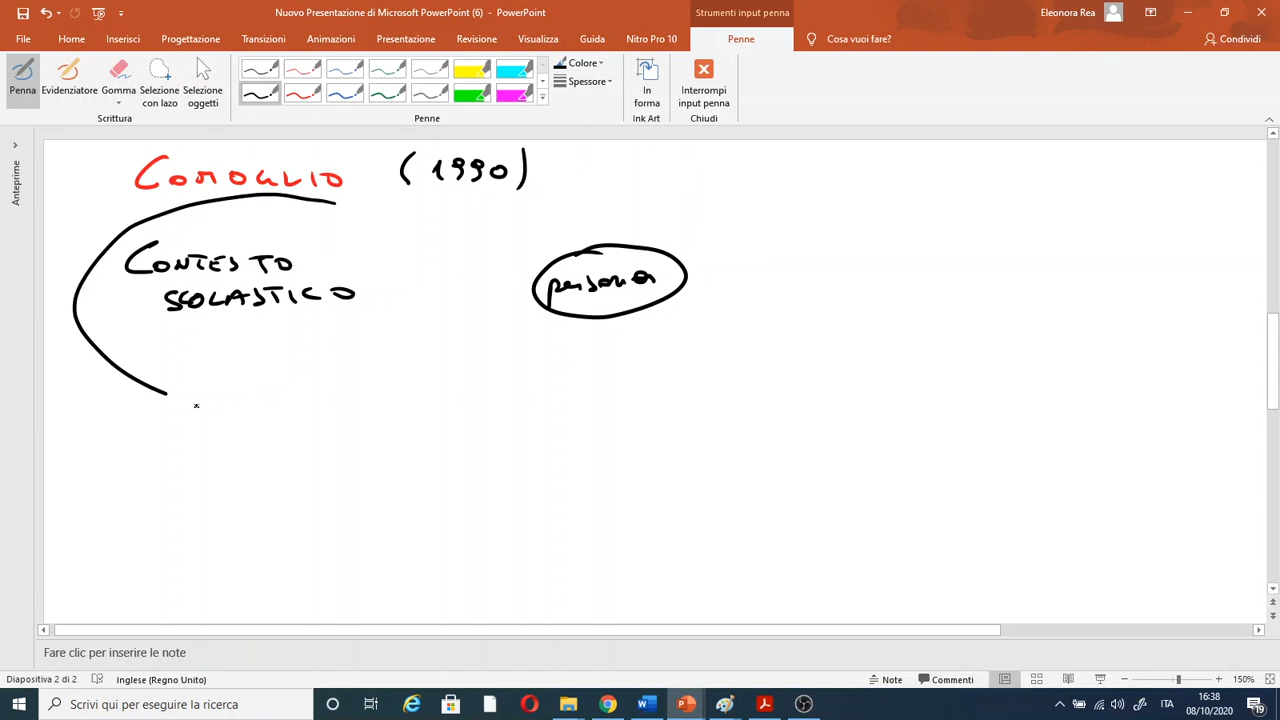 Nuovo Presentazione di Microsoft PowerPoint (6) - PowerPoint
Strumenti input penna
Eleonora Rea
File Home Inserisci Progettazione Transizioni Animazioni Presentazione Revisione Visualizza Guida Nitro Pro 10 Penne Cosa vuoi fare? Condividi
Penna Evidenziatore Gomma Selezione con lazo Selezione oggetti
Colore
Spessore
In forma
Interrompi input penna
Scrittura Penne Ink Art Chiudi
Anteprime
COMOGLIO (1990)
CONTESTO
SCOLASTICO
persona
Fare clic per inserire le note
Diapositiva 2 di 2 Inglese (Regno Unito) Note Commenti 150%
Scrivi qui per eseguire la ricerca
ITA
16:38
08/10/2020
19